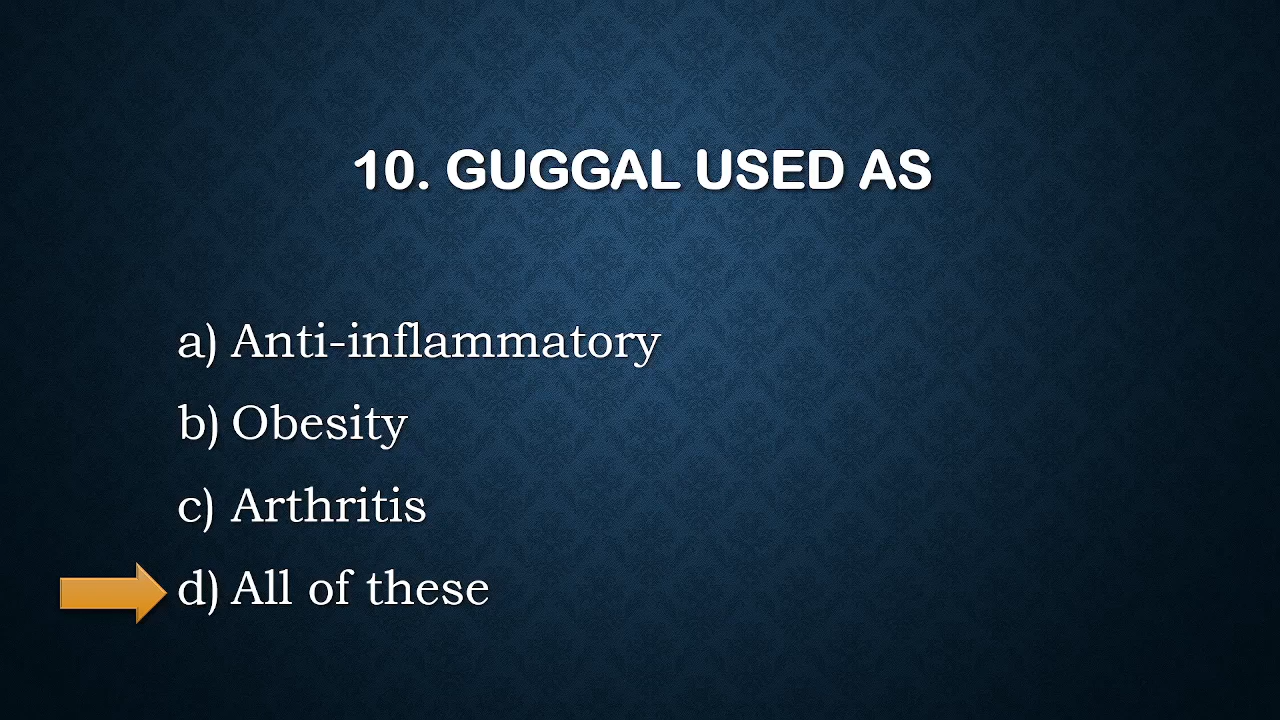 10. GUGGAL USED AS
a) Anti-inflammatory
b) Obesity
c) Arthritis
d) All of these